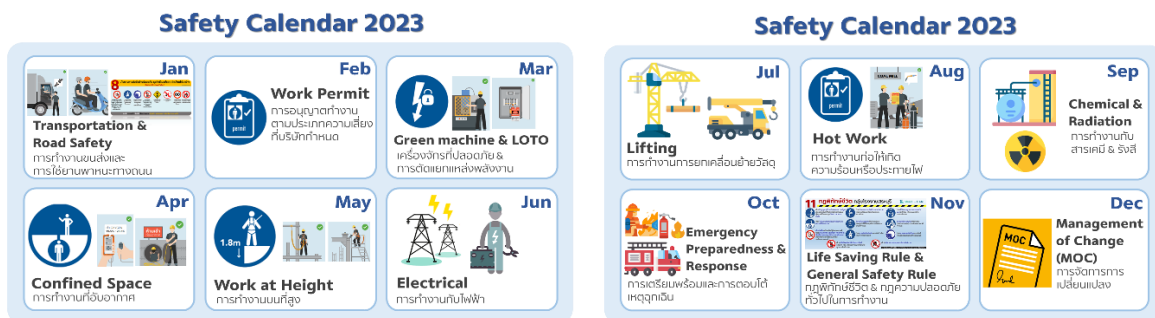 Safety Calendar 2023
Jan
8
Transportation &
Road Safety
การทำงานขนส่งและ
การใช้ยานพาหนะทางถนน
Feb
permit
Work Permit
การอนุญาตทำงาน
ตามประเภทความเสี่ยง
ที่บริษัทกำหนด
Mar
Green machine & LOTO
เครื่องจักรที่ปลอดภัย &
การตัดแยกแหล่งพลังงาน
Apr
Confined Space
การทำงานที่อับอากาศ
May
1.8m
Work at Height
การทำงานบนที่สูง
Jun
Electrical
การทำงานกับไฟฟ้า
Safety Calendar 2023
Jul
Lifting
การทำงานการยกเคลื่อนย้ายวัสดุ
Aug
permit
Hot Work
การทำงานก่อให้เกิด
ความร้อนหรือประกายไฟ
Sep
Chemical &
Radiation
การทำงานกับ
สารเคมี & รังสี
Oct
Emergency
Preparedness &
Response
การเตรียมพร้อมและการตอบโต้
เหตุฉุกเฉิน
Nov
11 กฎพิทักษ์ชีวิต
Life Saving Rule &
General Safety Rule
กฎพิทักษ์ชีวิต & กฎความปลอดภัย
ทั่วไปในการทำงาน
Dec
MOC
Management
of Change
(MOC)
การจัดการการ
เปลี่ยนแปลง